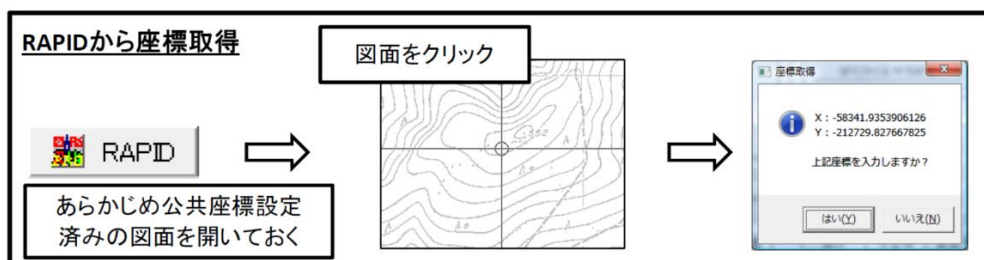 RAPIDから座標取得
図面をクリック
RAPID
あらかじめ公共座標設定
済みの図面を開いておく
座標取得
X : -58341.9353906126
Y : -212729.827667825
上記座標を入力しますか？
はい(Y)
いいえ(N)